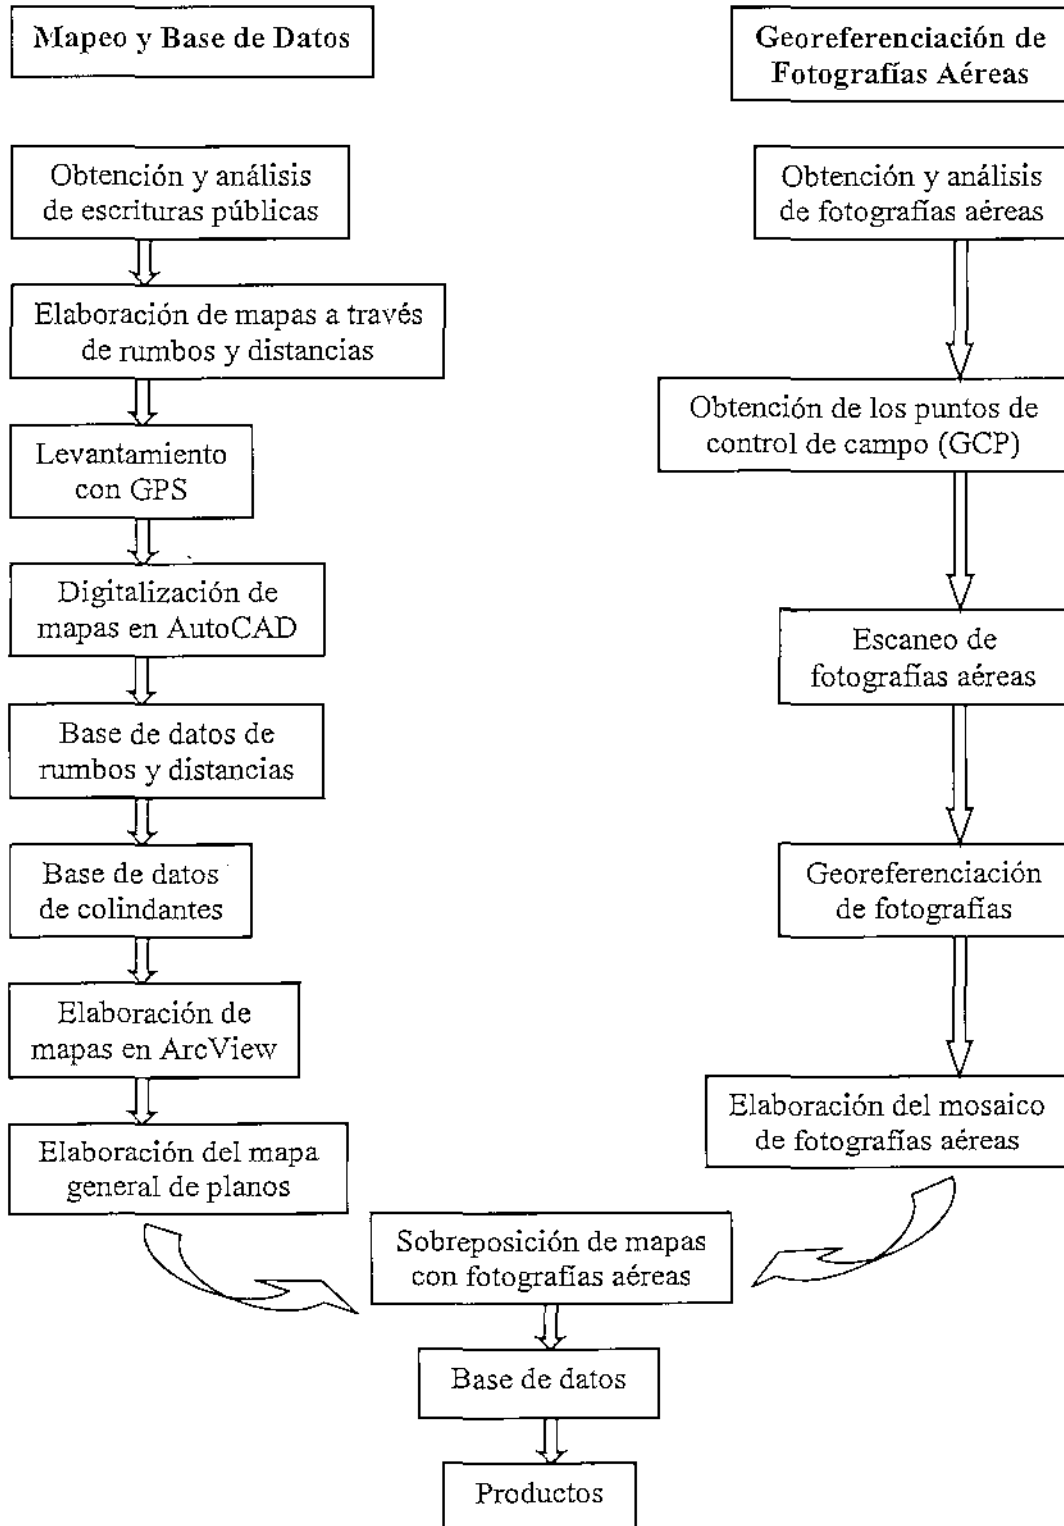 Mapeo y Base de Datos
Georeferenciación de
Fotografías Aéreas
Obtención y análisis
de escrituras públicas
Elaboración de mapas a través
de rumbos y distancias
Levantamiento
con GPS
Digitalización de
mapas en AutoCAD
Base de datos de
rumbos y distancias
Base de datos
de colindantes
Elaboración de
mapas en ArcView
Elaboración del mapa
general de planos
Obtención y análisis
de fotografías aéreas
Obtención de los puntos de
control de campo (GCP)
Escaneo de
fotografías aéreas
Georeferenciación
de fotografías
Elaboración del mosaico
de fotografías aéreas
Sobreposición de mapas
con fotografías aéreas
Base de datos
Productos